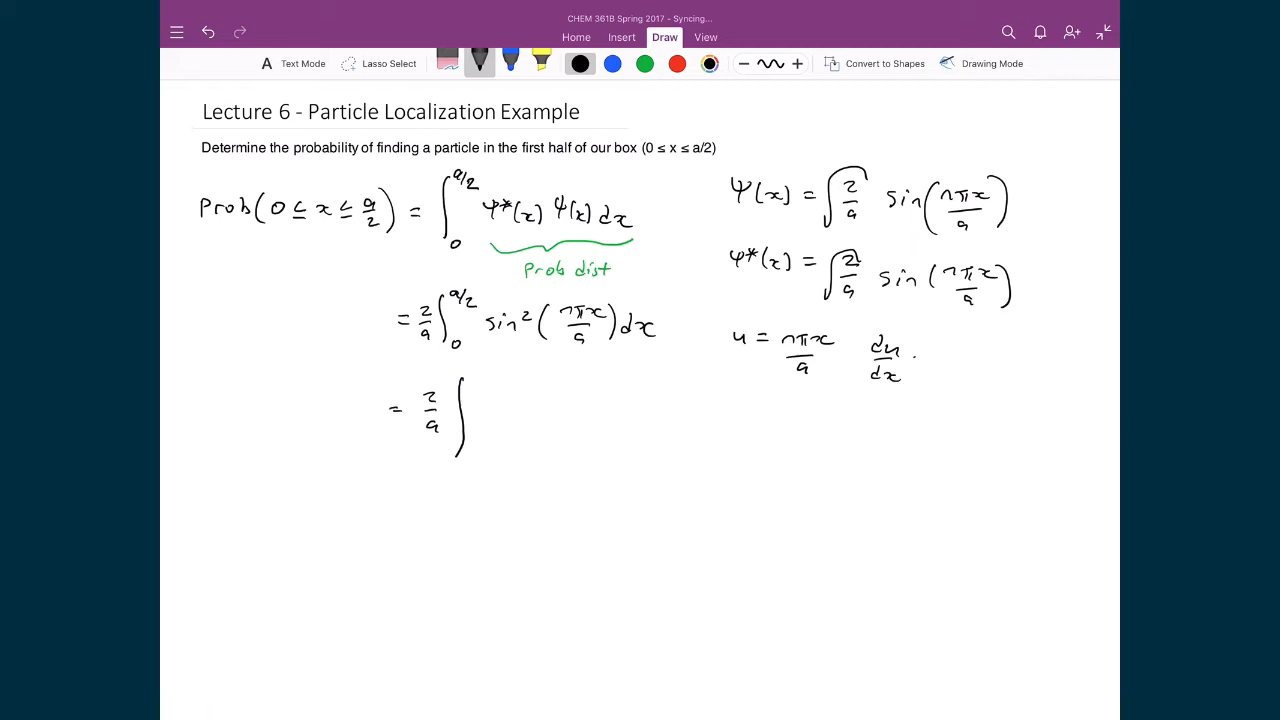 CHEM 361B Spring 2017 - Syncing...
Home Insert Draw View
Text Mode Lasso Select Convert to Shapes Drawing Mode
Lecture 6 - Particle Localization Example
Determine the probability of finding a particle in the first half of our box (0 ≤ x ≤ a/2)
Prob(0 ≤ x ≤ a/2) = ∫₀^(a/2) ψ*(x) ψ(x) dx
Prob dist
= 2/a ∫₀^(a/2) sin²(nπx/a) dx
= 2/a ∫
ψ(x) = √(2/a) sin(nπx/a)
ψ*(x) = √(2/a) sin(nπx/a)
u = nπx/a du/dx